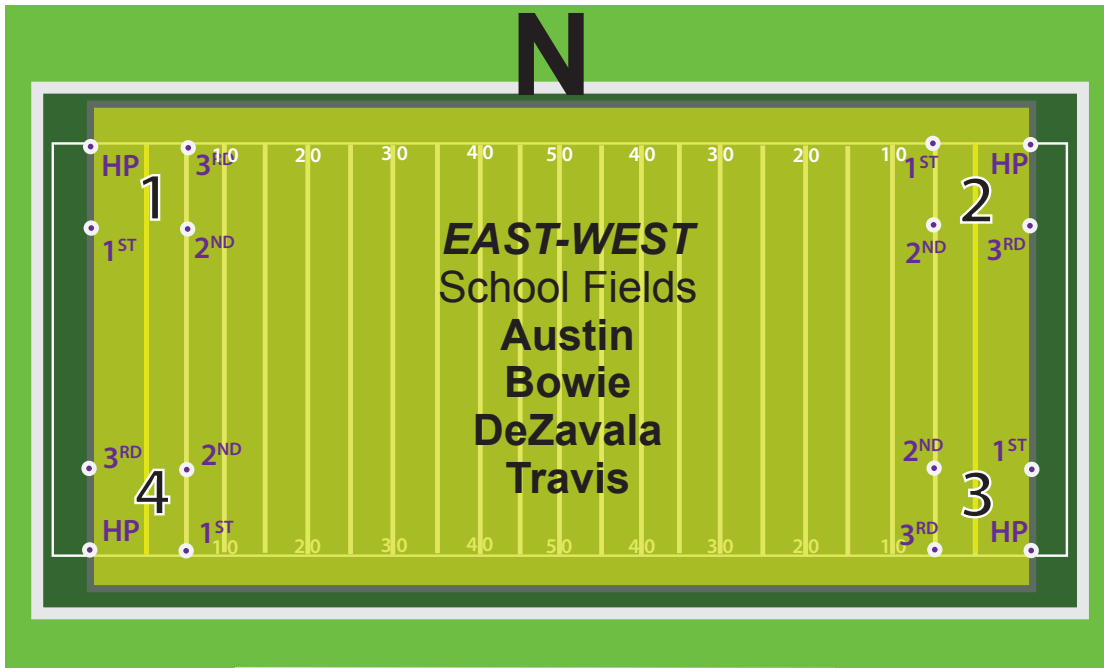 N
HP 3RD 10 20 30 40 50 40 30 20 10 1ST HP
1 2
1ST 2ND 2ND 3RD
EAST-WEST
School Fields
Austin
Bowie
DeZavala
Travis
3RD 2ND 2ND 1ST
4 3
HP 1ST 10 20 30 40 50 40 30 20 10 3RD HP